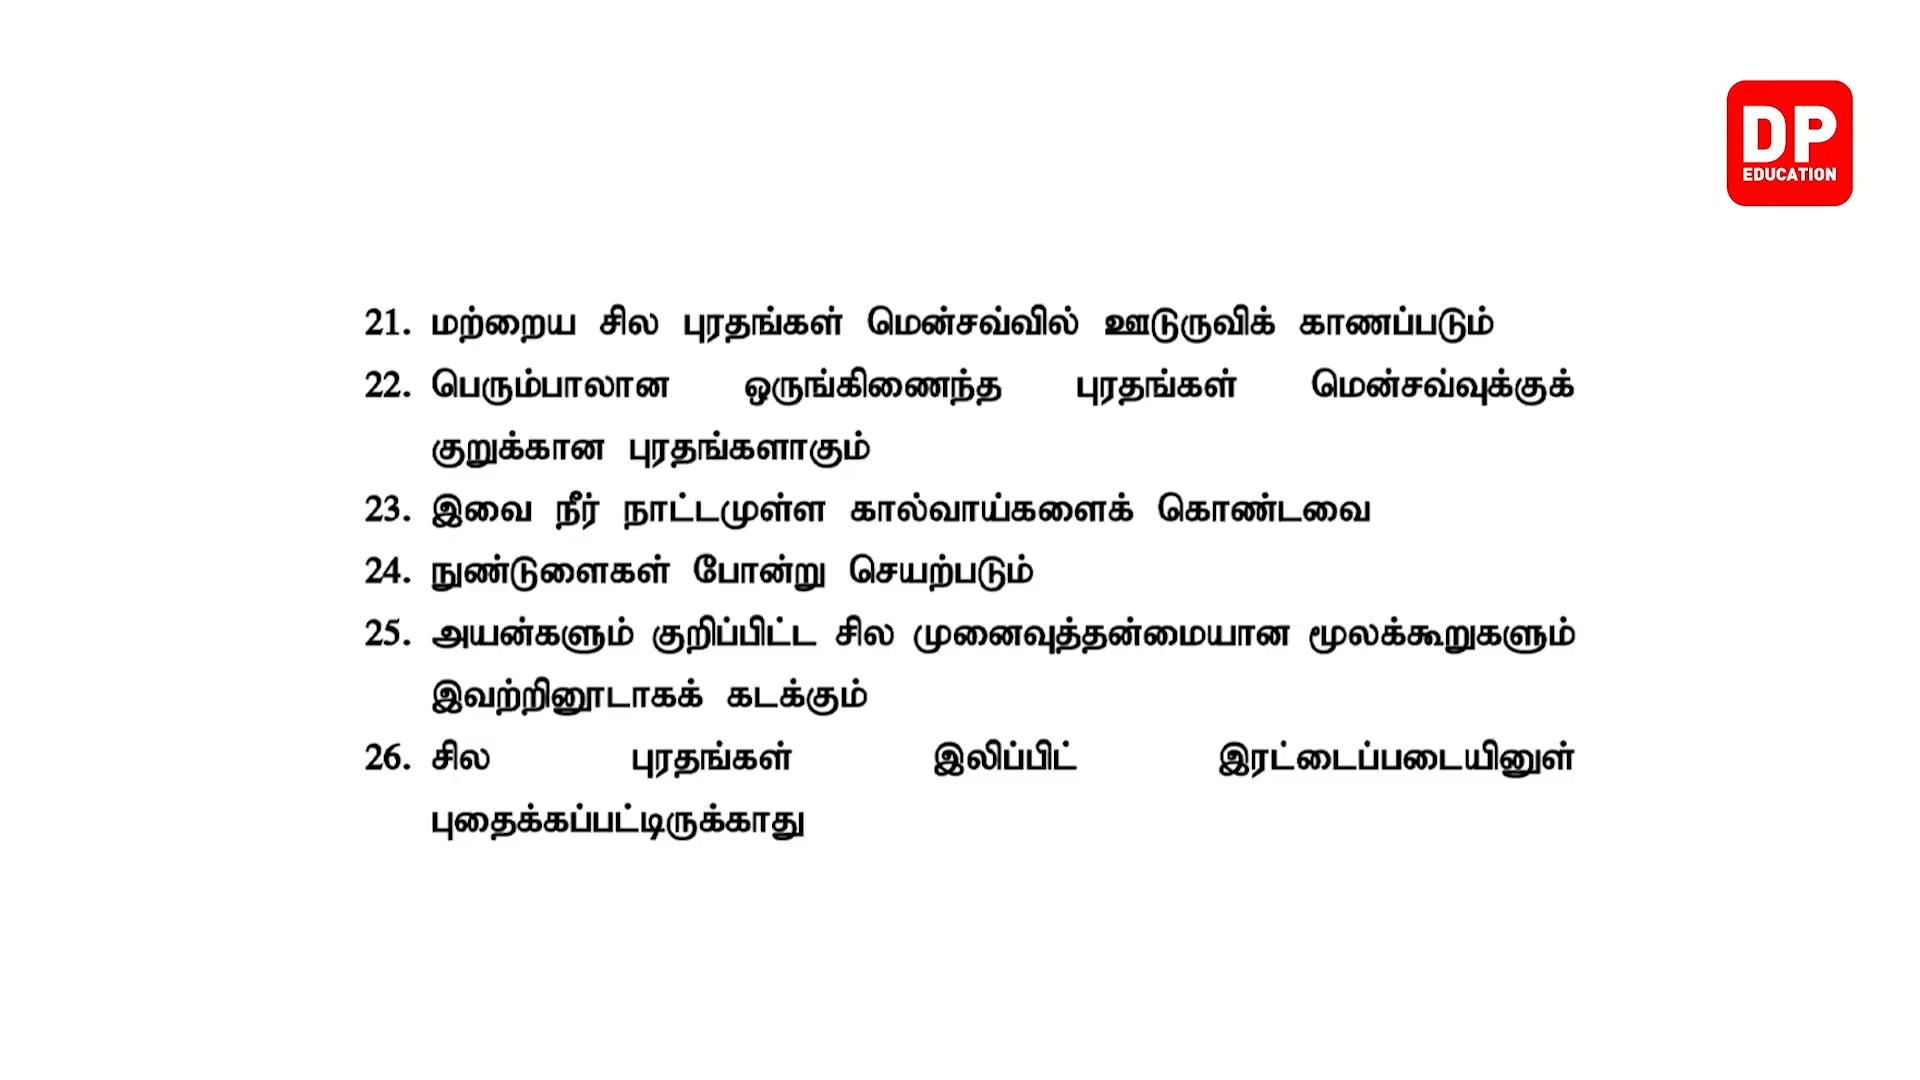 DP
EDUCATION
21. மற்றைய சில புரதங்கள் மென்சவ்வில் ஊடுருவிக் காணப்படும்
22. பெரும்பாலான ஒருங்கிணைந்த புரதங்கள் மென்சவ்வுக்குக்
குறுக்கான புரதங்களாகும்
23. இவை நீர் நாட்டமுள்ள கால்வாய்களைக் கொண்டவை
24. நுண்டுளைகள் போன்று செயற்படும்
25. அயன்களும் குறிப்பிட்ட சில முனைவுத்தன்மையான மூலக்கூறுகளும்
இவற்றினூடாகக் கடக்கும்
26. சில புரதங்கள் இலிப்பிட் இரட்டைப்படையினுள்
புதைக்கப்பட்டிருக்காது